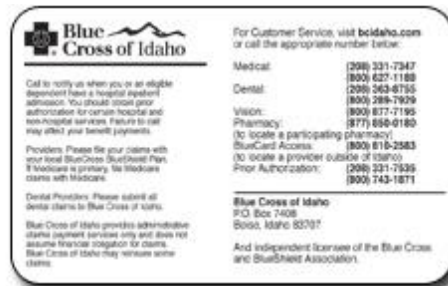 Blue
Cross of Idaho
Call to notify us when you or an eligible
dependent have a hospital inpatient
admission. You should obtain prior
authorization for certain hospital and
non-hospital services. Failure to call
may affect your benefit payments.
Providers: Please file your claims with
your local BlueCross BlueShield Plan.
If Medicare is primary, file Medicare
claims with Medicare.
Dental Providers: Please submit all
dental claims to Blue Cross of Idaho.
Blue Cross of Idaho provides administrative
claims payment services only and does not
assume financial obligation for claims.
Blue Cross of Idaho may reinsure some
claims.
For Customer Service, visit bcidaho.com
or call the appropriate number below:
Medical: (208) 331-7347
(800) 627-1188
Dental: (208) 363-8755
(800) 289-7929
Vision: (800) 877-7195
Pharmacy: (877) 650-0180
(to locate a participating pharmacy)
BlueCard Access: (800) 810-2583
(to locate a provider outside of Idaho)
Prior Authorization: (208) 331-7535
(800) 743-1871
Blue Cross of Idaho
P.O. Box 7408
Boise, Idaho 83707
And independent licensee of the Blue Cross
and BlueShield Association.